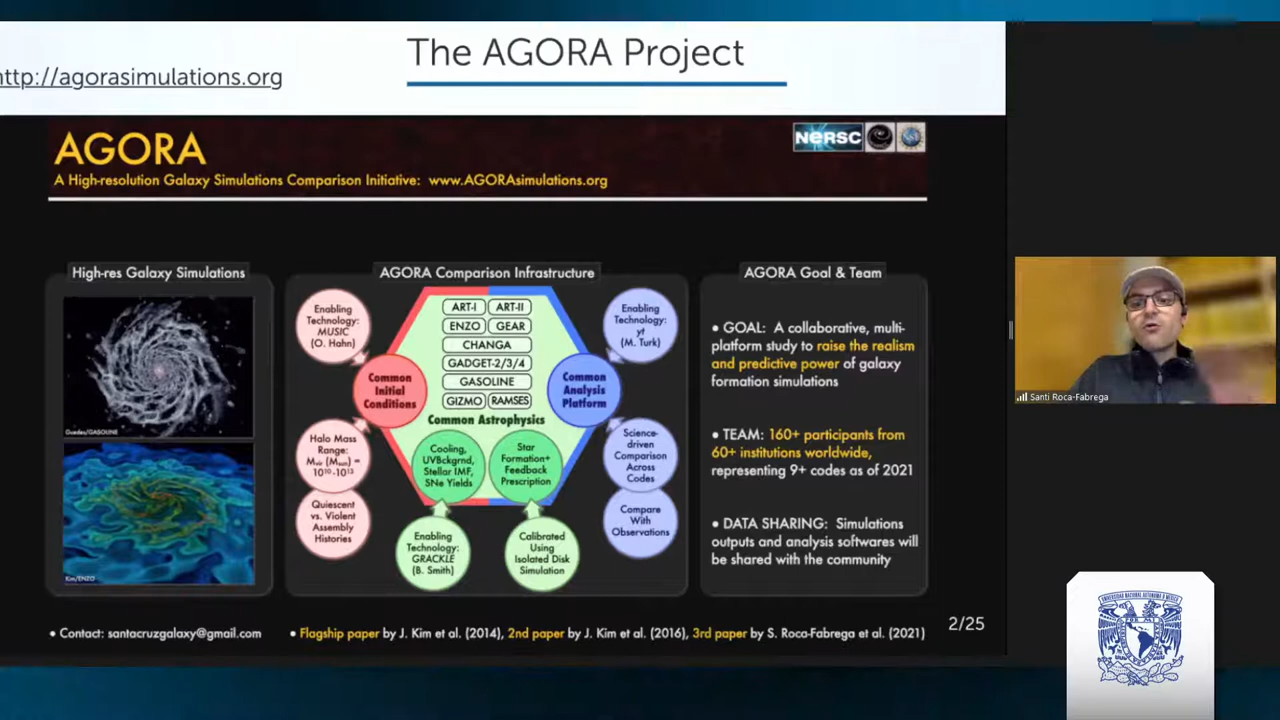 The AGORA Project
http://agorasimulations.org
AGORA
A High-resolution Galaxy Simulations Comparison Initiative: www.AGORAsimulations.org
NERSC
High-res Galaxy Simulations
Guedes/GASOLINE
Kim/ENZO
AGORA Comparison Infrastructure
Enabling
Technology:
MUSIC
(O. Hahn)
Common
Initial
Conditions
Halo Mass
Range:
Mvir (Msun) =
10¹⁰-10¹³
Quiescent
vs. Violent
Assembly
Histories
ART-I
ART-II
ENZO
GEAR
CHANGA
GADGET-2/3/4
GASOLINE
GIZMO
RAMSES
Common Astrophysics
Cooling,
UVBckgrnd,
Stellar IMF,
SNe Yields
Star
Formation+
Feedback
Prescription
Enabling
Technology:
GRACKLE
(B. Smith)
Calibrated
Using
Isolated Disk
Simulation
Enabling
Technology:
yt
(M. Turk)
Common
Analysis
Platform
Science-
driven
Comparison
Across
Codes
Compare
With
Observations
AGORA Goal & Team
• GOAL: A collaborative, multi-
platform study to raise the realism
and predictive power of galaxy
formation simulations
• TEAM: 160+ participants from
60+ institutions worldwide,
representing 9+ codes as of 2021
• DATA SHARING: Simulations
outputs and analysis softwares will
be shared with the community
• Contact: santacruzgalaxy@gmail.com
• Flagship paper by J. Kim et al. (2014), 2nd paper by J. Kim et al. (2016), 3rd paper by S. Roca-Fabrega et al. (2021)
2/25
Santi Roca-Fabrega